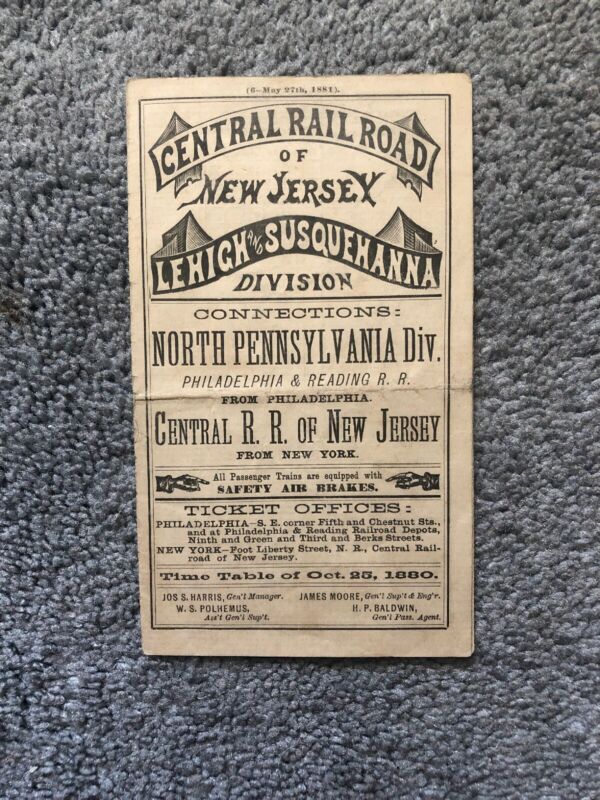 (6—May 27th, 1881).
CENTRAL RAIL ROAD
OF
NEW JERSEY
LEHIGH AND SUSQUEHANNA
DIVISION
CONNECTIONS:
NORTH PENNSYLVANIA Div.
PHILADELPHIA & READING R. R.
FROM PHILADELPHIA.
CENTRAL R. R. OF NEW JERSEY
FROM NEW YORK.
All Passenger Trains are equipped with
SAFETY AIR BRAKES.
TICKET OFFICES:
PHILADELPHIA—S. E. corner Fifth and Chestnut Sts.,
and at Philadelphia & Reading Railroad Depots,
Ninth and Green and Third and Berks Streets.
NEW YORK—Foot Liberty Street, N. R., Central Rail-
road of New Jersey.
Time Table of Oct. 25, 1880.
JOS S. HARRIS, Gen'l Manager. JAMES MOORE, Gen'l Sup't & Eng'r.
W. S. POLHEMUS, H. P. BALDWIN,
Ass't Gen'l Sup't. Gen'l Pass. Agent.